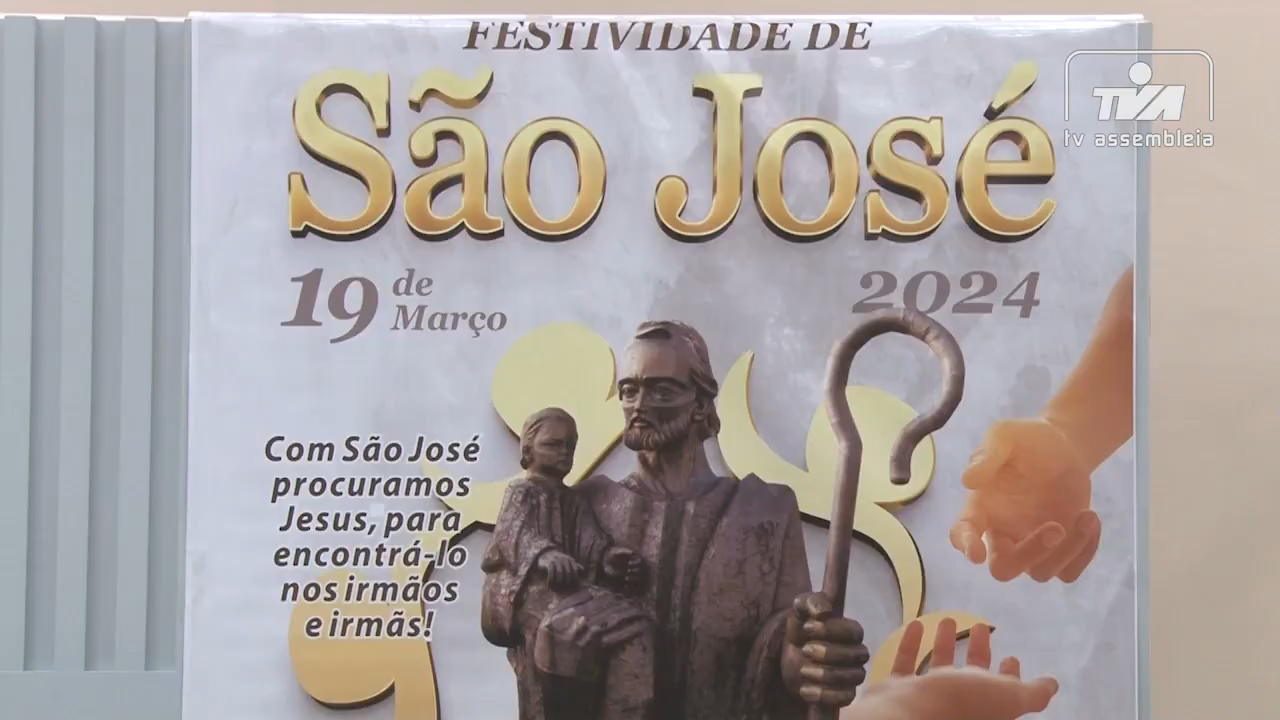 FESTIVIDADE DE
São José
19 de
Março
2024
Com São José
procuramos
Jesus, para
encontrá-lo
nos irmãos
e irmãs!
TVA
tv assembleia